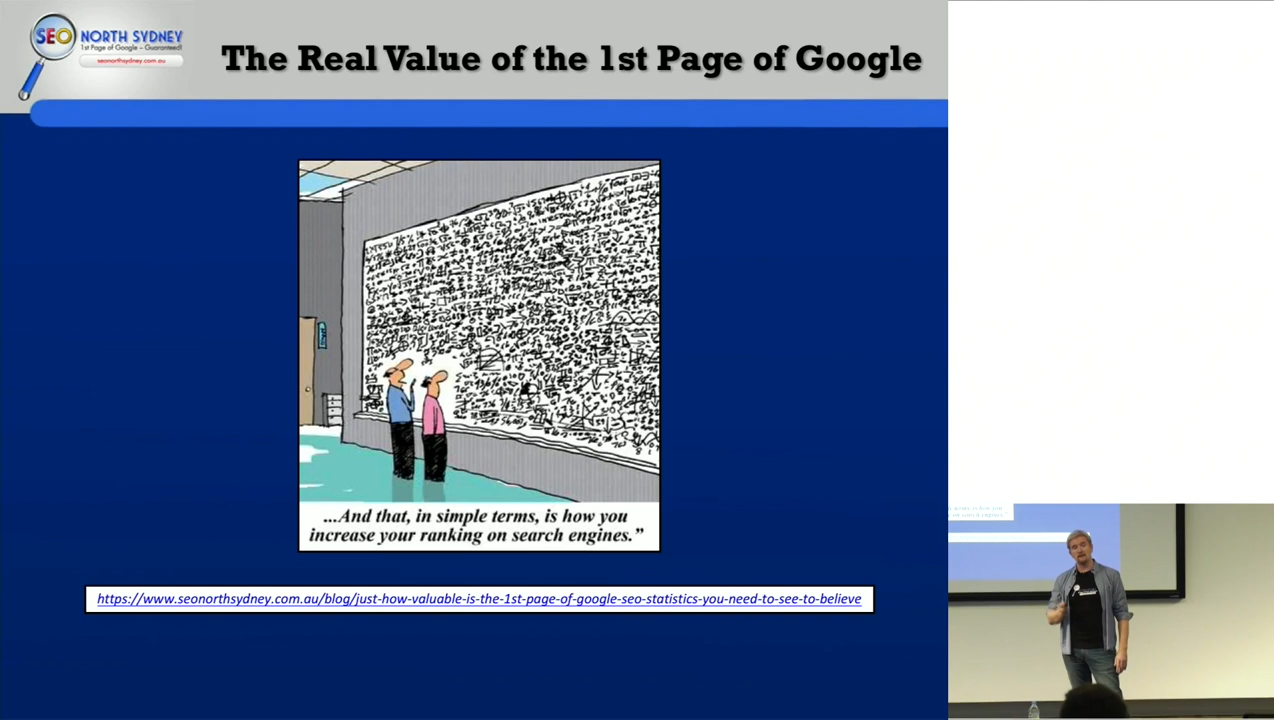 SEO NORTH SYDNEY
1st Page of Google – Guaranteed!
seonorthsydney.com.au
The Real Value of the 1st Page of Google
...And that, in simple terms, is how you
increase your ranking on search engines.”
https://www.seonorthsydney.com.au/blog/just-how-valuable-is-the-1st-page-of-google-seo-statistics-you-need-to-see-to-believe